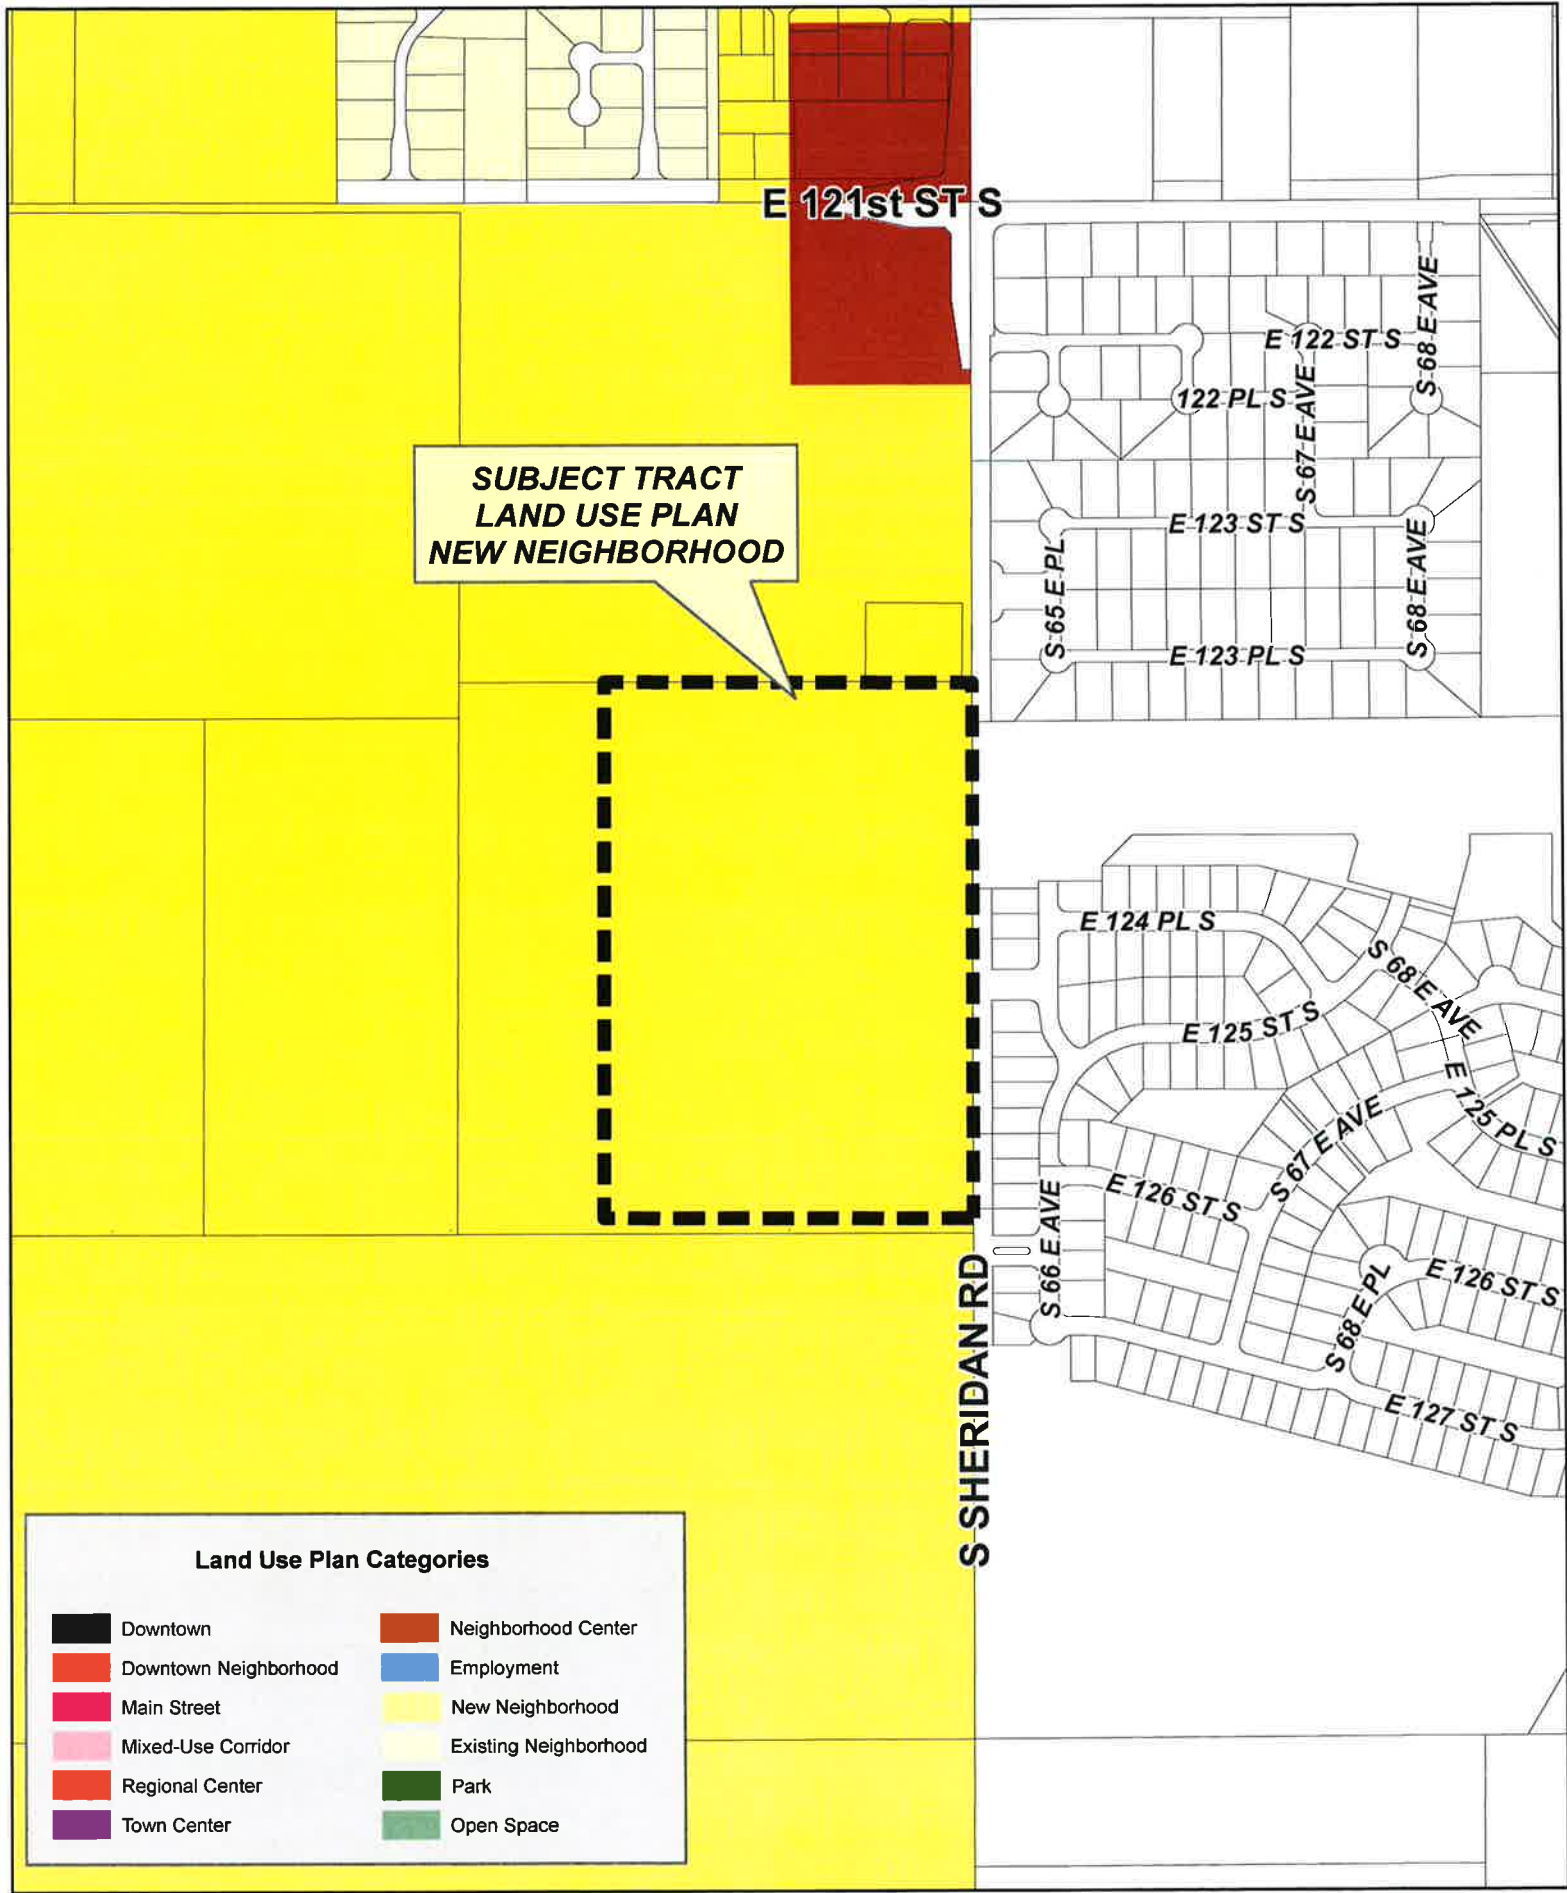 E 121st ST S
E 122 ST S
S 68 E AVE
122 PL S
S 67 E AVE
SUBJECT TRACT
LAND USE PLAN
NEW NEIGHBORHOOD
E 123 ST S
S 65 E PL
S 68 E AVE
E 123 PL S
E 124 PL S
S 68 E AVE
E 125 ST S
E 125 PL S
S 67 E AVE
E 126 ST S
S 66 E AVE
E 126 ST S
S 68 E PL
S SHERIDAN RD
E 127 ST S
Land Use Plan Categories
Downtown
Downtown Neighborhood
Main Street
Mixed-Use Corridor
Regional Center
Town Center
Neighborhood Center
Employment
New Neighborhood
Existing Neighborhood
Park
Open Space